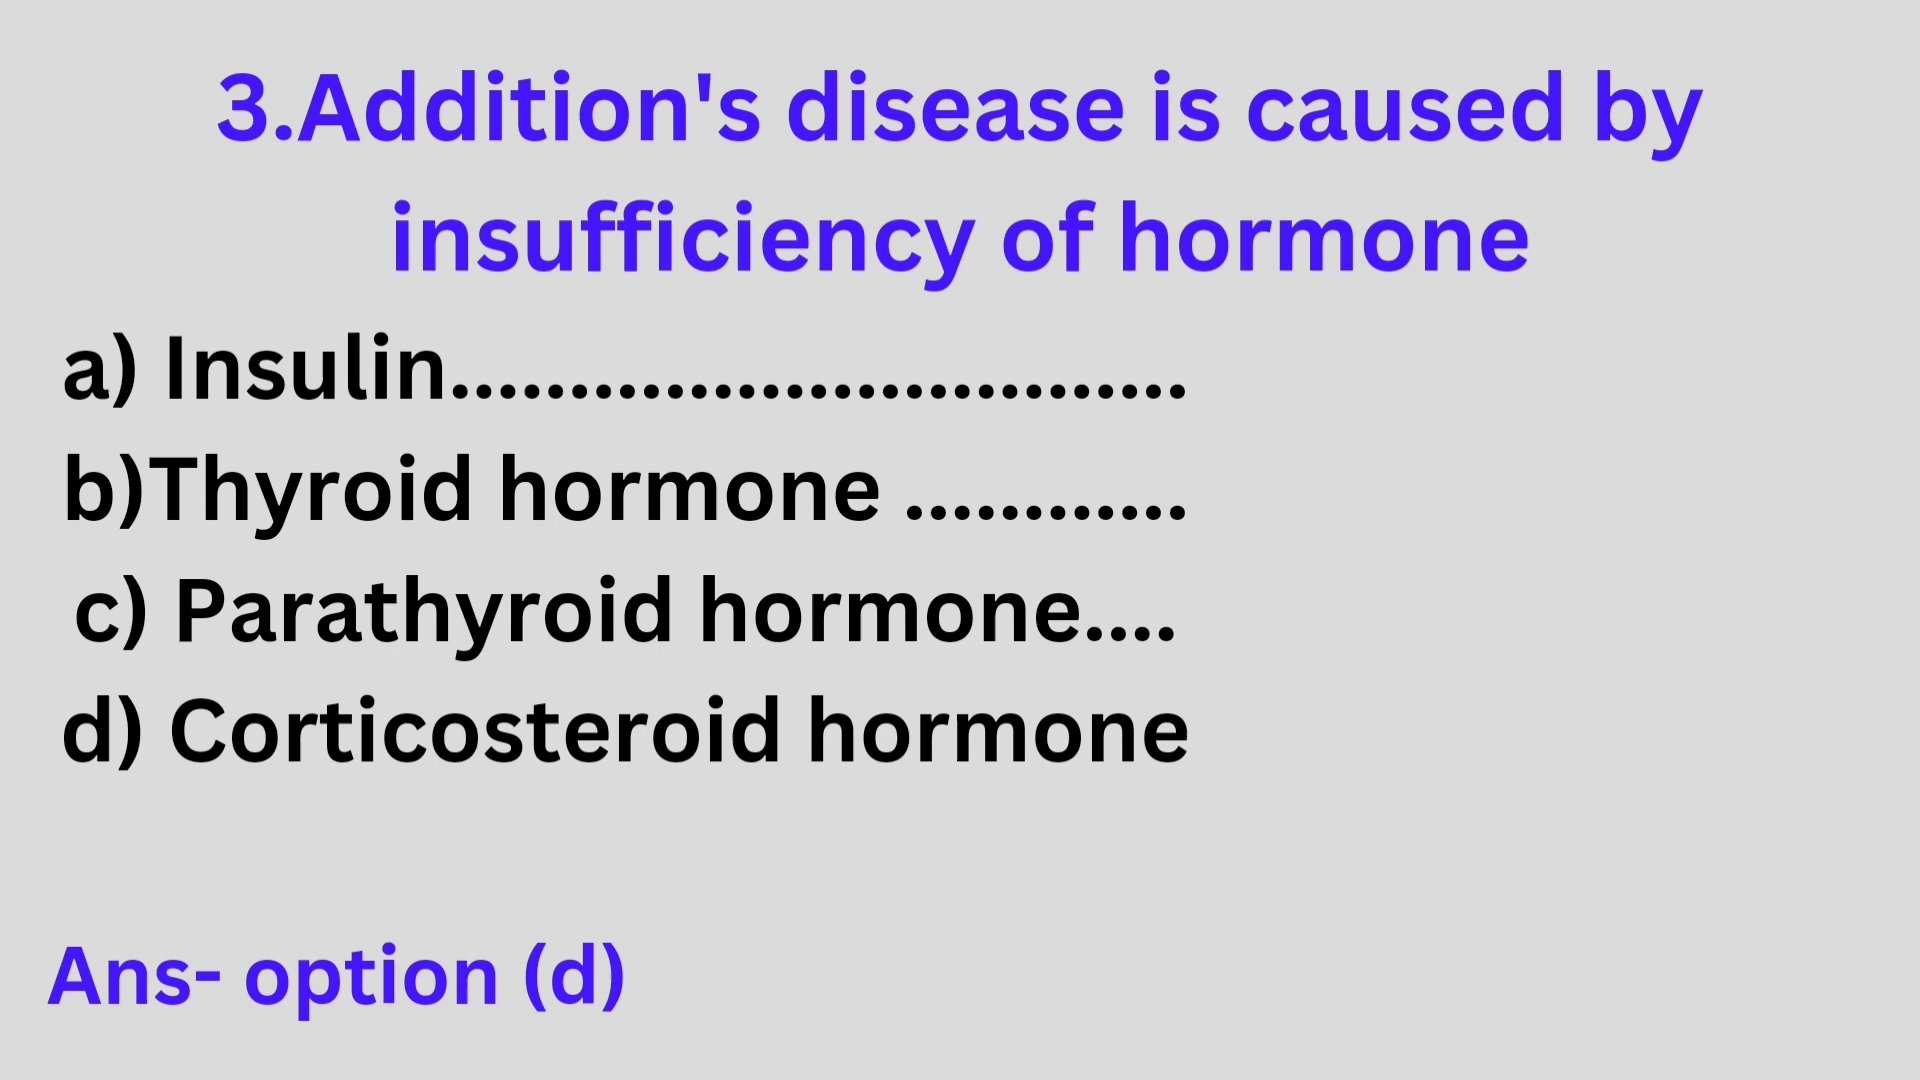 3.Addition's disease is caused by
insufficiency of hormone
a) Insulin...............................
b)Thyroid hormone ............
c) Parathyroid hormone....
d) Corticosteroid hormone
Ans- option (d)